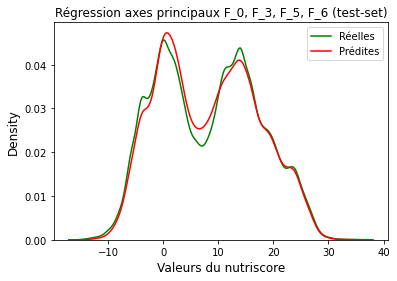 Régression axes principaux F_0, F_3, F_5, F_6 (test-set)
Réelles
Prédites
Density
0.04
0.03
0.02
0.01
0.00
−10
0
10
20
30
40
Valeurs du nutriscore